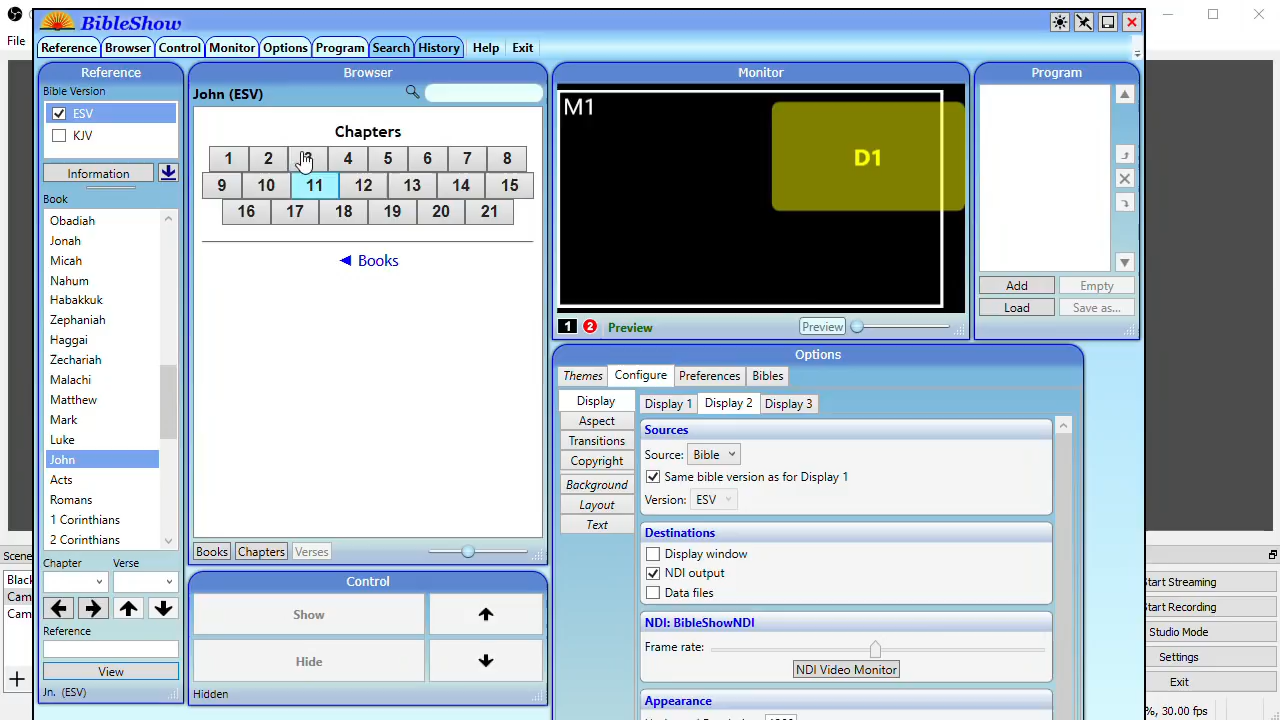 BibleShow
File
Reference Browser Control Monitor Options Program Search History Help Exit
Reference
Bible Version
ESV
KJV
Information
Book
Obadiah
Jonah
Micah
Nahum
Habakkuk
Zephaniah
Haggai
Zechariah
Malachi
Matthew
Mark
Luke
John
Acts
Romans
1 Corinthians
2 Corinthians
Chapter Verse
Reference
View
Jn. (ESV)
Browser
John (ESV)
Chapters
1 2 3 4 5 6 7 8
9 10 11 12 13 14 15
16 17 18 19 20 21
◄ Books
Books Chapters Verses
Control
Show
Hide
Hidden
Monitor
M1
D1
1 2 Preview Preview
Program
Add Empty
Load Save as...
Options
Themes Configure Preferences Bibles
Display
Aspect
Transitions
Copyright
Background
Layout
Text
Display 1 Display 2 Display 3
Sources
Source: Bible
Same bible version as for Display 1
Version: ESV
Destinations
Display window
NDI output
Data files
NDI: BibleShowNDI
Frame rate:
NDI Video Monitor
Appearance
Scene
Black
Cam
Cam
Start Streaming
Start Recording
Studio Mode
Settings
Exit
%, 30.00 fps